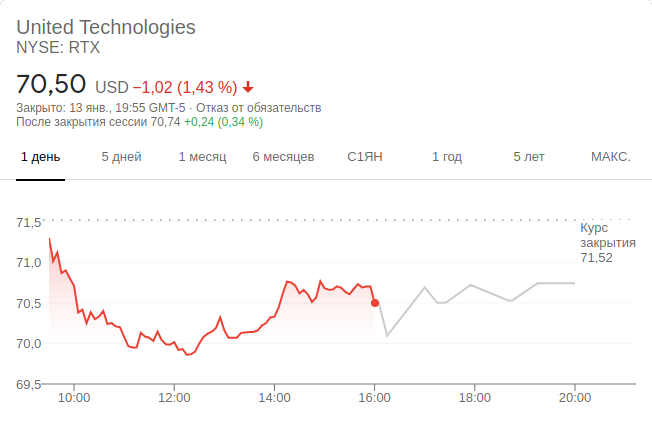 United Technologies
NYSE: RTX
70,50 USD −1,02 (1,43 %)
Закрыто: 13 янв., 19:55 GMT-5 · Отказ от обязательств
После закрытия сессии 70,74 +0,24 (0,34 %)
1 день 5 дней 1 месяц 6 месяцев С1ЯН 1 год 5 лет МАКС.
71,5
Курс
закрытия
71,52
71,0
70,5
70,0
69,5
10:00 12:00 14:00 16:00 18:00 20:00